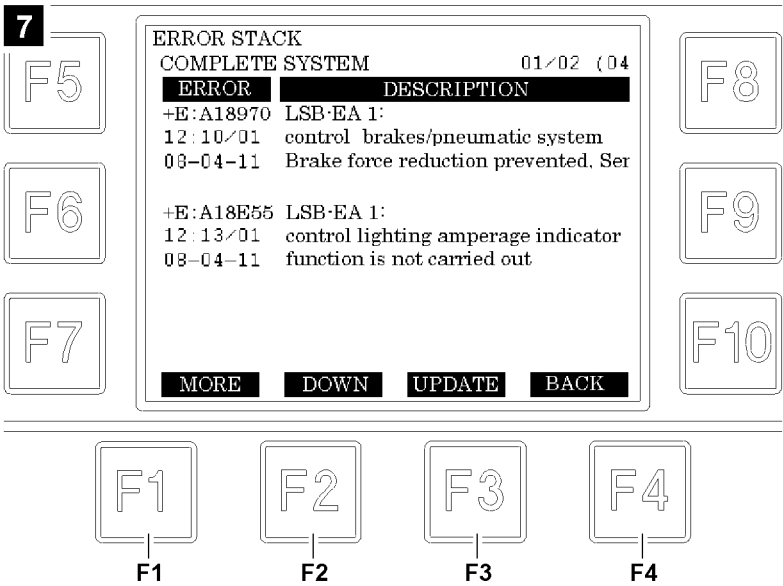 7
ERROR STACK
COMPLETE SYSTEM 01/02 (04
ERROR DESCRIPTION
+E:A18970 LSB-EA 1:
12:10/01 control brakes/pneumatic system
08-04-11 Brake force reduction prevented, Ser
+E:A18E55 LSB-EA 1:
12:13/01 control lighting amperage indicator
08-04-11 function is not carried out
MORE DOWN UPDATE BACK
F5
F6
F7
F8
F9
F10
F1 F2 F3 F4
F1 F2 F3 F4